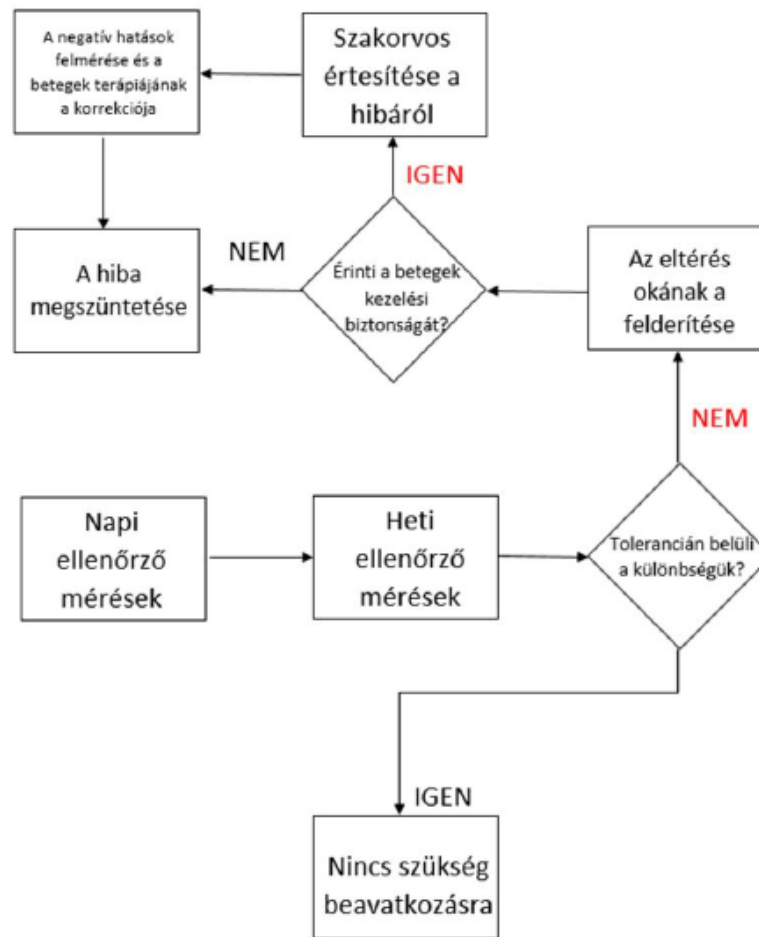 A negatív hatások
felmérése és a
betegek terápiájának
a korrekciója
Szakorvos
értesítése a
hibáról
IGEN
NEM
A hiba
megszüntetése
Érinti a betegek
kezelési
biztonságát?
Az eltérés
okának a
felderítése
NEM
Napi
ellenőrző
mérések
Heti
ellenőrző
mérések
Tolerancián belüli
a különbségük?
IGEN
Nincs szükség
beavatkozásra